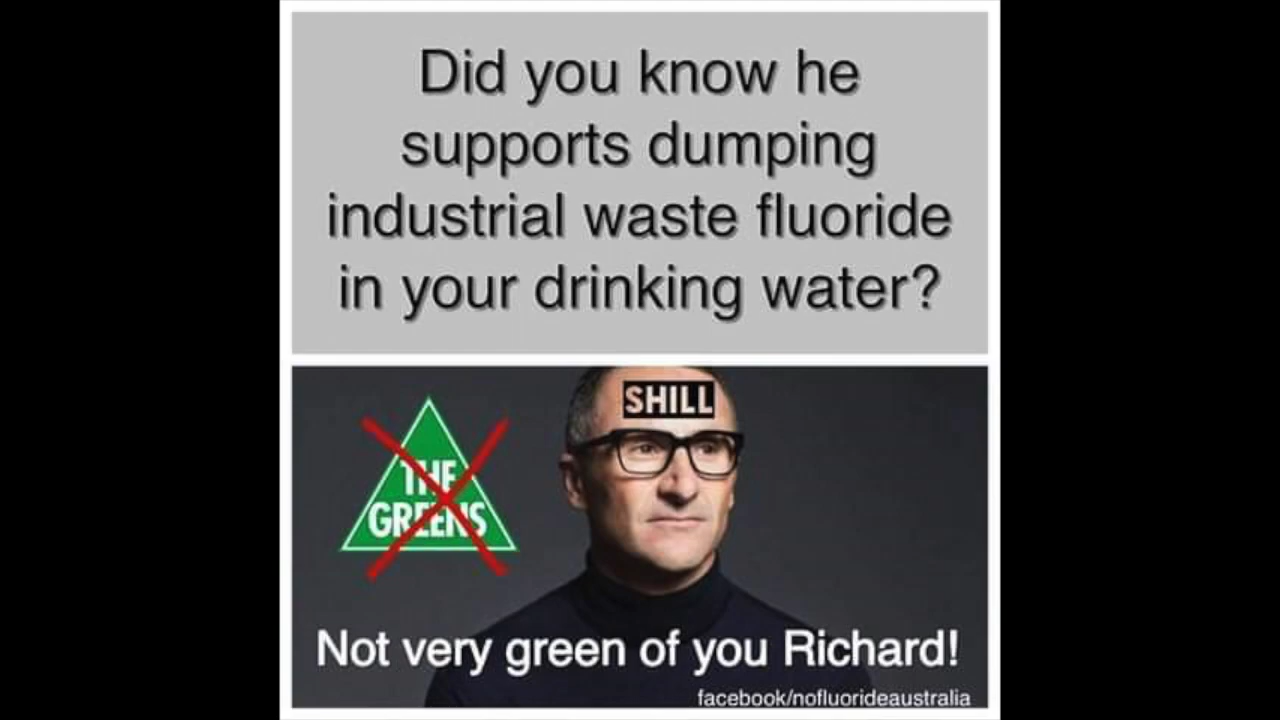 Did you know he
supports dumping
industrial waste fluoride
in your drinking water?
SHILL
THE
GREENS
Not very green of you Richard!
facebook/nofluorideaustralia